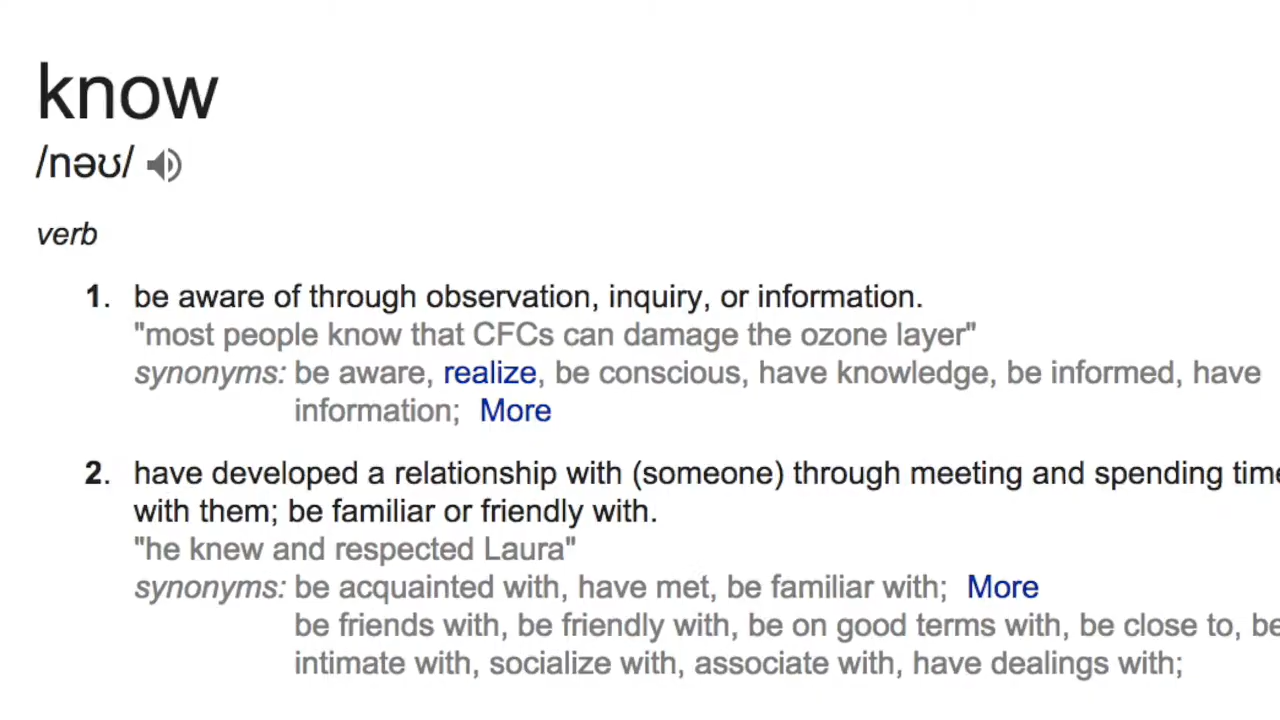 know
/nəʊ/
verb
1. be aware of through observation, inquiry, or information.
"most people know that CFCs can damage the ozone layer"
synonyms: be aware, realize, be conscious, have knowledge, be informed, have
information; More
2. have developed a relationship with (someone) through meeting and spending time
with them; be familiar or friendly with.
"he knew and respected Laura"
synonyms: be acquainted with, have met, be familiar with; More
be friends with, be friendly with, be on good terms with, be close to, be
intimate with, socialize with, associate with, have dealings with;